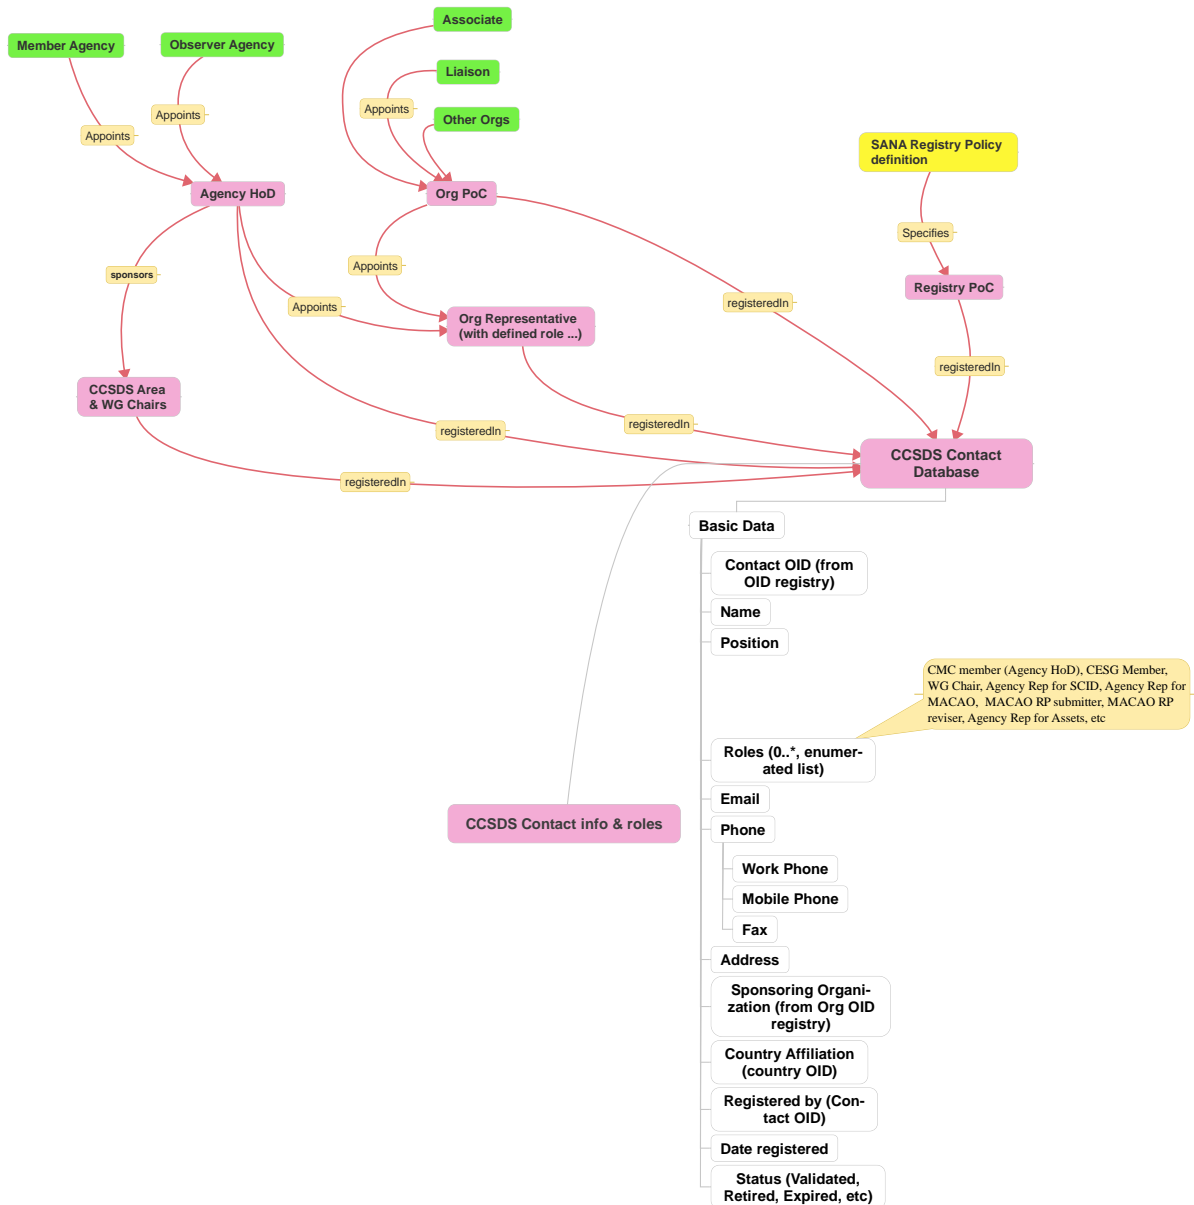 Associate
Member Agency
Observer Agency
Liaison
Appoints
Appoints
Appoints
Other Orgs
SANA Registry Policy
definition
Agency HoD
Org PoC
Specifies
sponsors
Appoints
Registry PoC
Appoints
registeredIn
Org Representative
(with defined role ...)
registeredIn
CCSDS Area
& WG Chairs
registeredIn
registeredIn
registeredIn
CCSDS Contact
Database
Basic Data
Contact OID (from
OID registry)
Name
Position
CMC member (Agency HoD), CESG Member,
WG Chair, Agency Rep for SCID, Agency Rep for
MACAO,  MACAO RP submitter, MACAO RP
reviser, Agency Rep for Assets, etc
Roles (0..*, enumer-
ated list)
Email
CCSDS Contact info & roles
Phone
Work Phone
Mobile Phone
Fax
Address
Sponsoring Organi-
zation (from Org OID
registry)
Country Affiliation
(country OID)
Registered by (Con-
tact OID)
Date registered
Status (Validated,
Retired, Expired, etc)